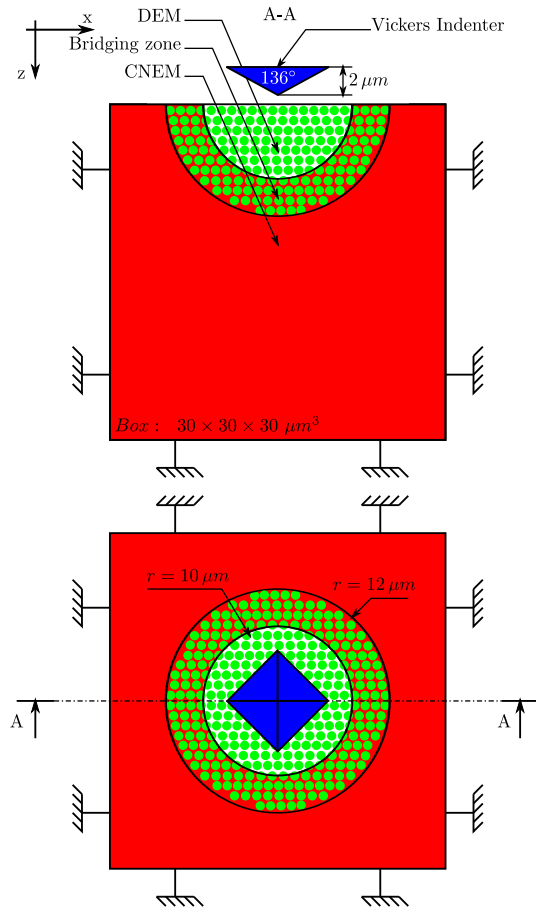 DEM
A-A
x
Vickers Indenter
Bridging zone
z
CNEM
136°
2 μm
Box : 30 × 30 × 30 μm³
r = 10 μm
r = 12 μm
A
A